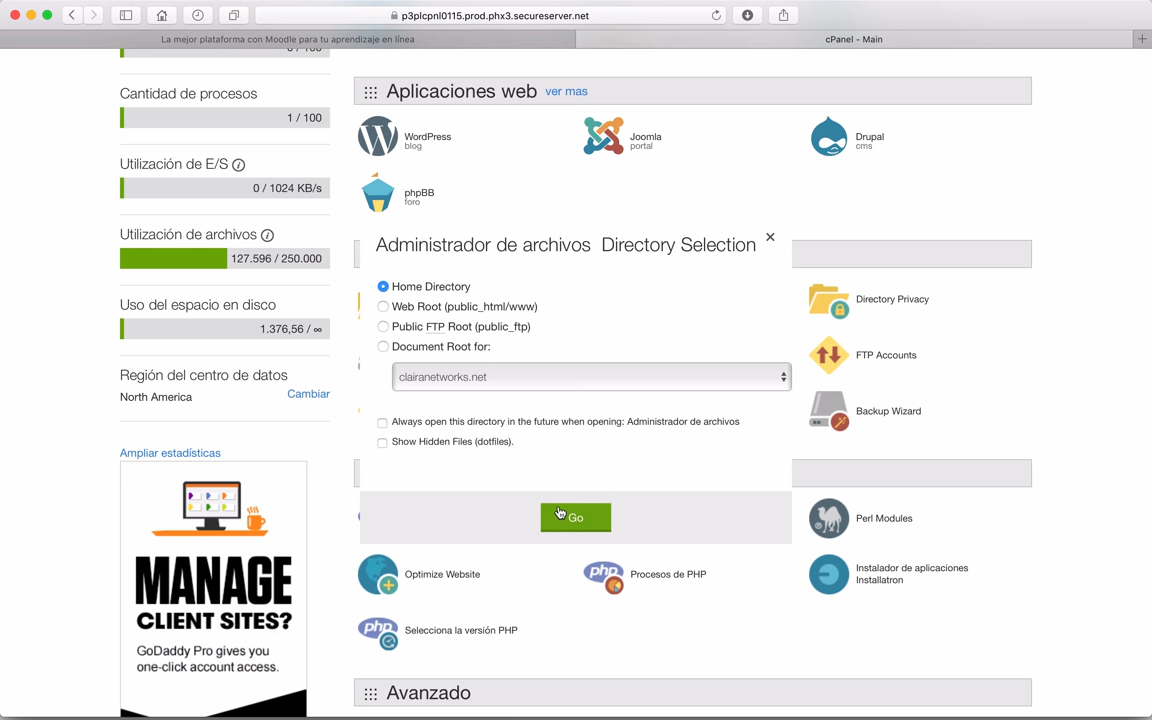 p3plcpnl0115.prod.phx3.secureserver.net
La mejor plataforma con Moodle para tu aprendizaje en línea
cPanel - Main
0 / 100
Cantidad de procesos
1 / 100
Utilización de E/S
0 / 1024 KB/s
Utilización de archivos
127.596 / 250.000
Uso del espacio en disco
1.376,56 / ∞
Región del centro de datos
North America
Cambiar
Ampliar estadísticas
MANAGE
CLIENT SITES?
GoDaddy Pro gives you
one-click account access.
Aplicaciones web ver mas
WordPress
blog
Joomla
portal
Drupal
cms
phpBB
foro
Administrador de archivos Directory Selection
Home Directory
Web Root (public_html/www)
Public FTP Root (public_ftp)
Document Root for:
clairanetworks.net
Always open this directory in the future when opening: Administrador de archivos
Show Hidden Files (dotfiles).
Go
Directory Privacy
FTP Accounts
Backup Wizard
Perl Modules
Optimize Website
php
Procesos de PHP
Instalador de aplicaciones
Installatron
php
Selecciona la versión PHP
Avanzado